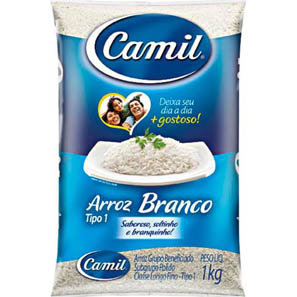 Camil
Deixa seu
dia a dia
+ gostoso!
Arroz Branco
Tipo 1
Saboroso, soltinho
e branquinho!
Camil
Arroz Grupo Beneficiado
Subgrupo Polido
Classe Longo Fino - Tipo 1
PESO LÍQ.
1kg